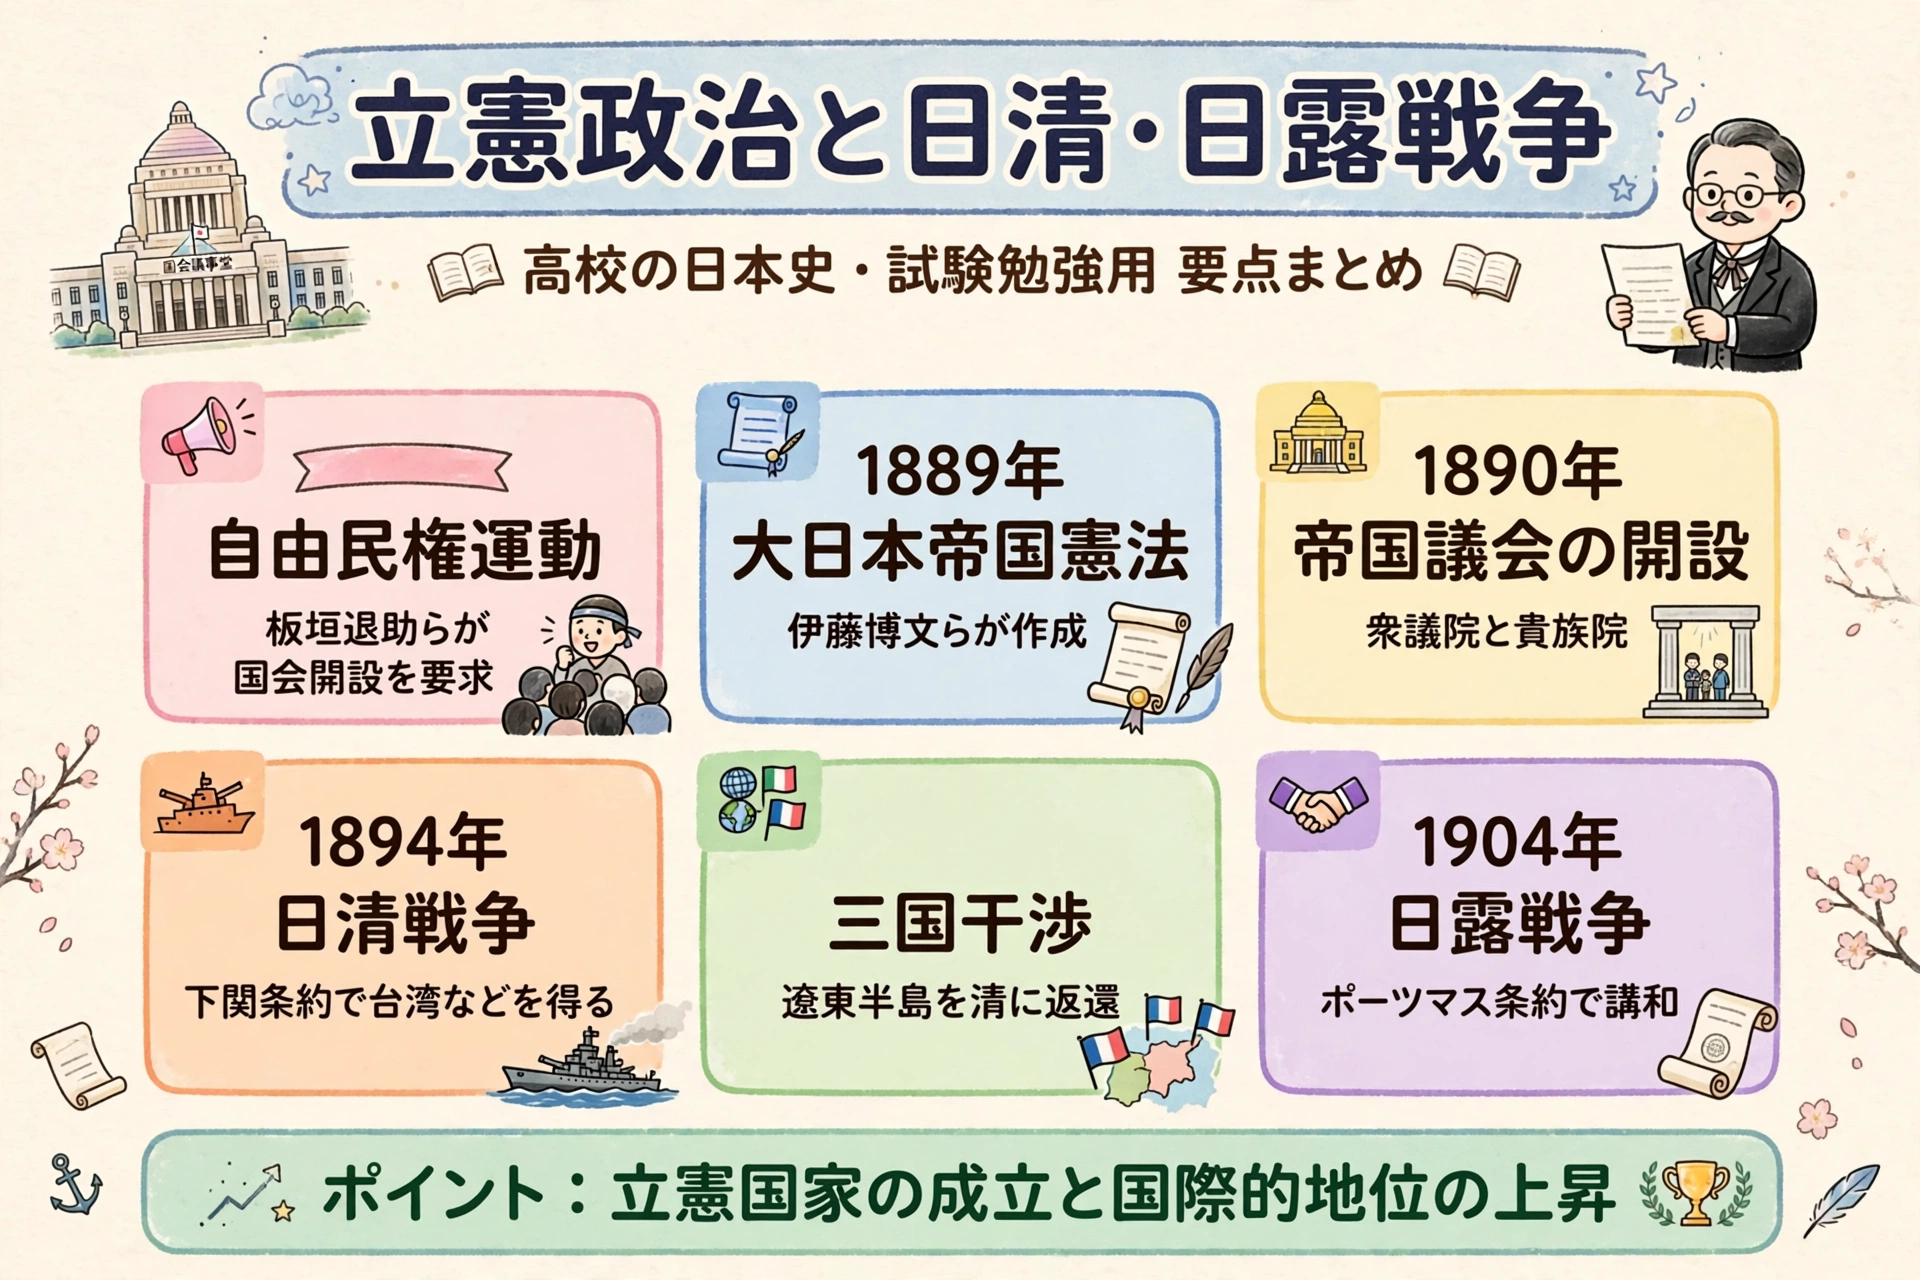 立憲政治と日清・日露戦争
国会議事堂
高校の日本史・試験勉強用 要点まとめ
自由民権運動
板垣退助らが
国会開設を要求
1889年
大日本帝国憲法
伊藤博文らが作成
1890年
帝国議会の開設
衆議院と貴族院
1894年
日清戦争
下関条約で台湾などを得る
三国干渉
遼東半島を清に返還
1904年
日露戦争
ポーツマス条約で講和
ポイント：立憲国家の成立と国際的地位の上昇